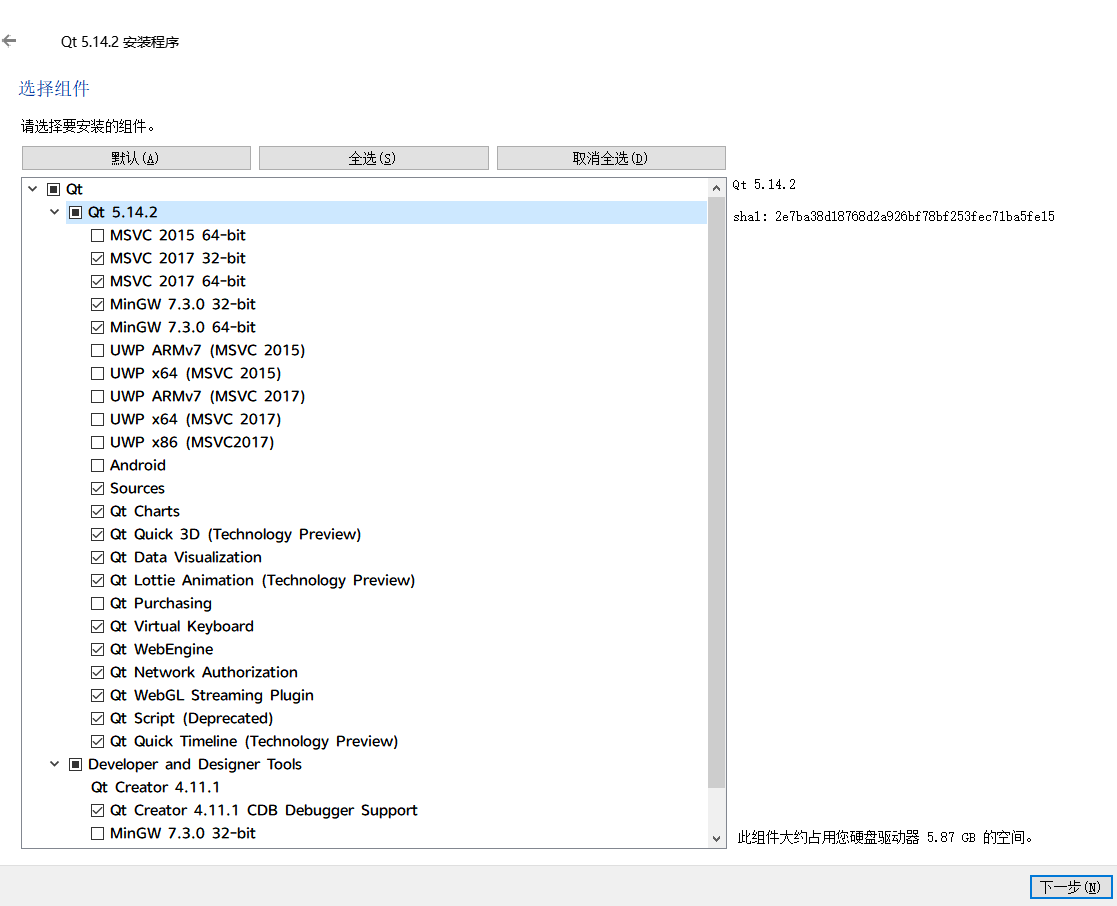 Qt 5.14.2 安装程序
选择组件
请选择要安装的组件。
默认(A) 全选(S) 取消全选(D)
Qt
Qt 5.14.2
MSVC 2015 64-bit
MSVC 2017 32-bit
MSVC 2017 64-bit
MinGW 7.3.0 32-bit
MinGW 7.3.0 64-bit
UWP ARMv7 (MSVC 2015)
UWP x64 (MSVC 2015)
UWP ARMv7 (MSVC 2017)
UWP x64 (MSVC 2017)
UWP x86 (MSVC2017)
Android
Sources
Qt Charts
Qt Quick 3D (Technology Preview)
Qt Data Visualization
Qt Lottie Animation (Technology Preview)
Qt Purchasing
Qt Virtual Keyboard
Qt WebEngine
Qt Network Authorization
Qt WebGL Streaming Plugin
Qt Script (Deprecated)
Qt Quick Timeline (Technology Preview)
Developer and Designer Tools
Qt Creator 4.11.1
Qt Creator 4.11.1 CDB Debugger Support
MinGW 7.3.0 32-bit
Qt 5.14.2
sha1: 2e7ba38d18768d2a926bf78bf253fec71ba5fe15
此组件大约占用您硬盘驱动器 5.87 GB 的空间。
下一步(N)